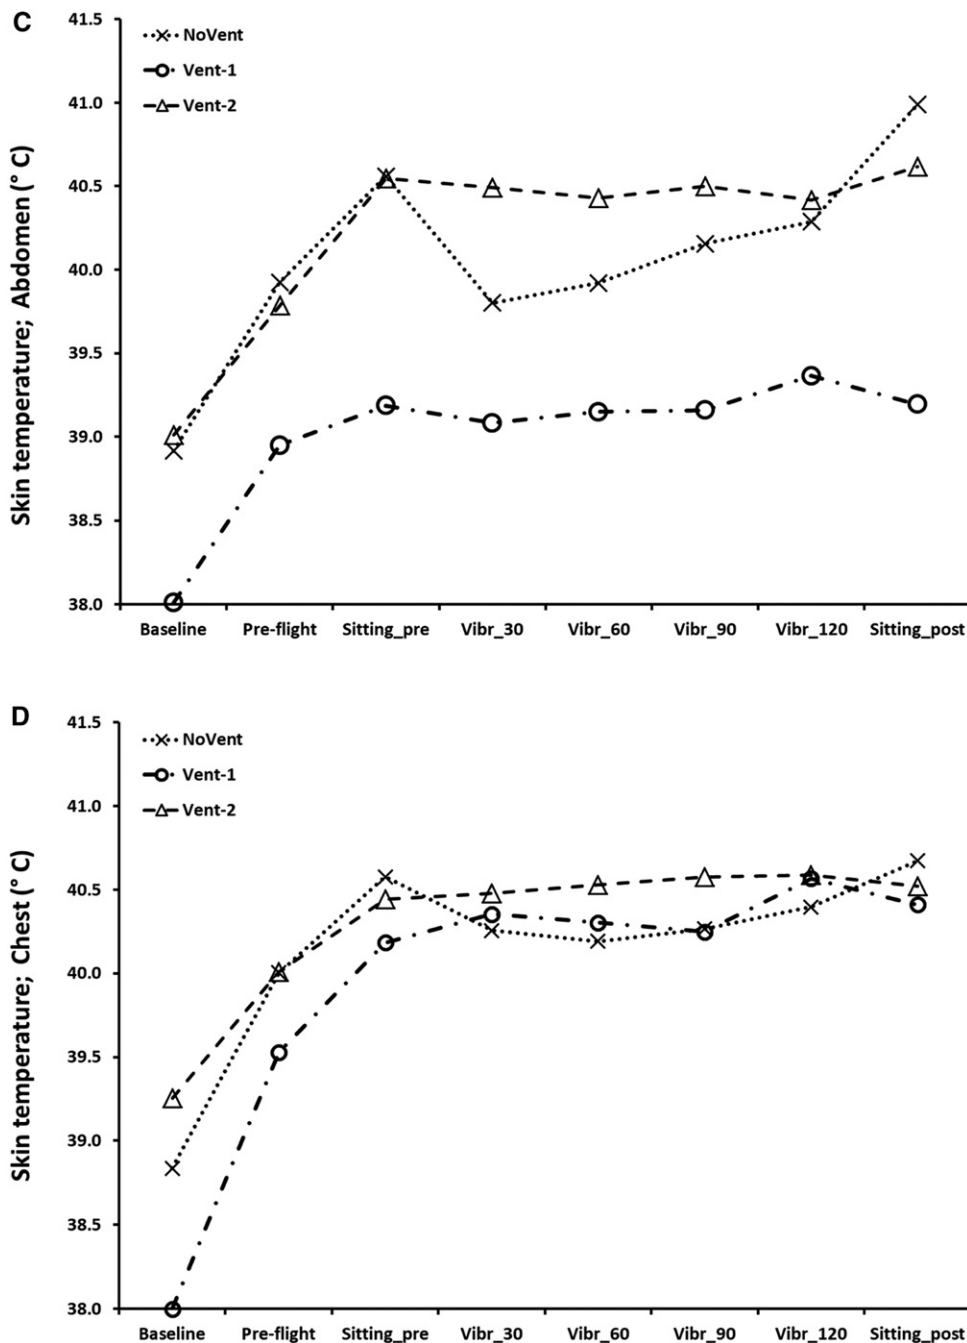 C
Skin temperature; Abdomen (° C)
41.5
41.0
40.5
40.0
39.5
39.0
38.5
38.0
NoVent
Vent-1
Vent-2
Baseline Pre-flight Sitting_pre Vibr_30 Vibr_60 Vibr_90 Vibr_120 Sitting_post
D
Skin temperature; Chest (° C)
41.5
41.0
40.5
40.0
39.5
39.0
38.5
38.0
NoVent
Vent-1
Vent-2
Baseline Pre-flight Sitting_pre Vibr_30 Vibr_60 Vibr_90 Vibr_120 Sitting_post